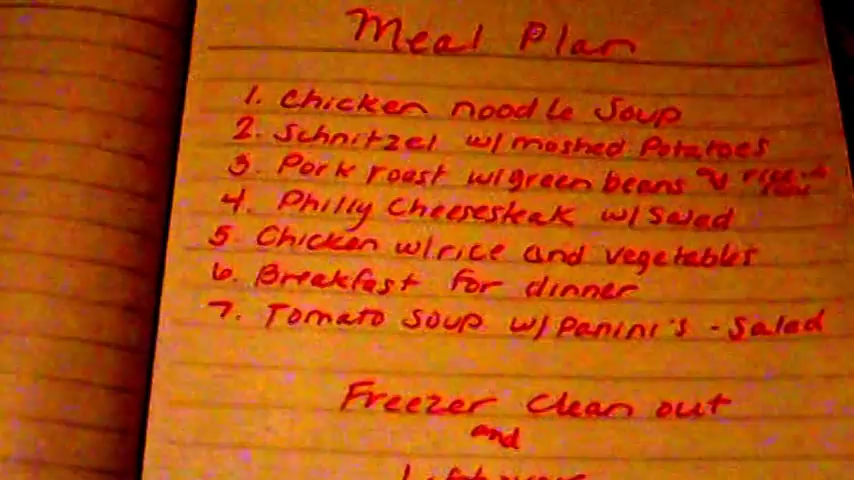 Meal Plan
1. Chicken noodle Soup
2. Schnitzel w/mashed Potatoes
3. Pork roast w/green beans
4. Philly Cheesesteak w/Salad
5. Chicken w/rice and vegetables
6. Breakfast for dinner
7. Tomato Soup w/Panini's - Salad
Freezer Clean out
and